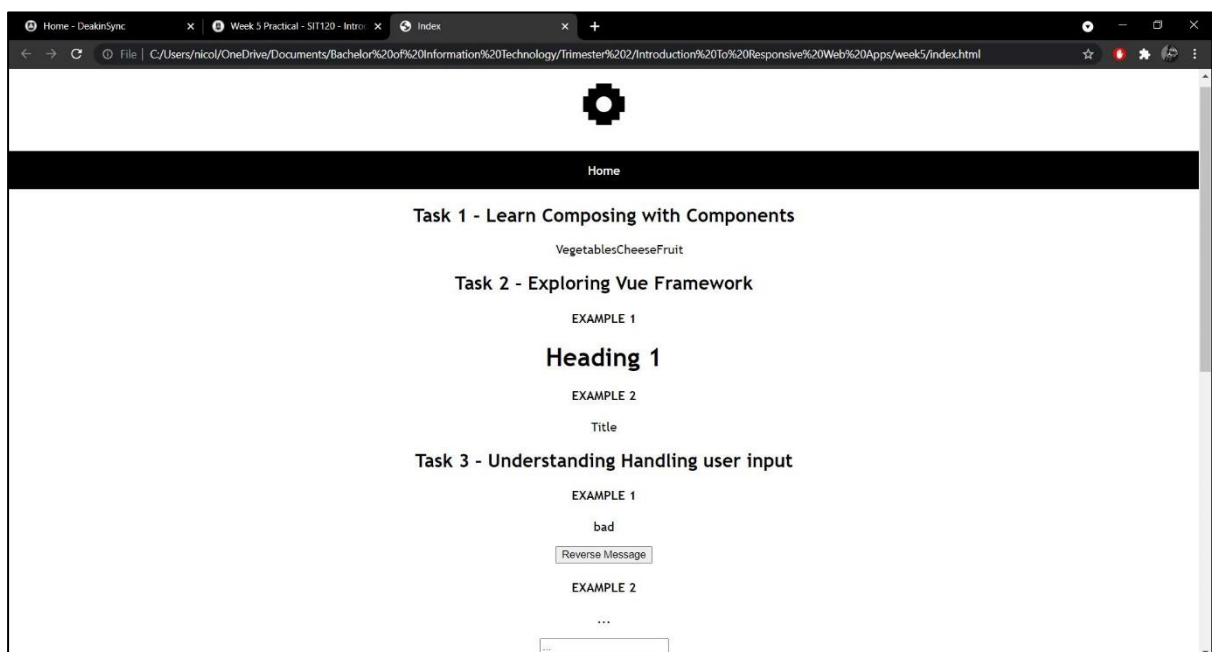 Home - DeakinSync
Week 5 Practical - SIT120 - Intro
Index
File | C:/Users/nicol/OneDrive/Documents/Bachelor%20of%20Information%20Technology/Trimester%202/Introduction%20To%20Responsive%20Web%20Apps/week5/index.html
Home
Task 1 - Learn Composing with Components
VegetablesCheeseFruit
Task 2 - Exploring Vue Framework
EXAMPLE 1
Heading 1
EXAMPLE 2
Title
Task 3 - Understanding Handling user input
EXAMPLE 1
bad
Reverse Message
EXAMPLE 2
...
...